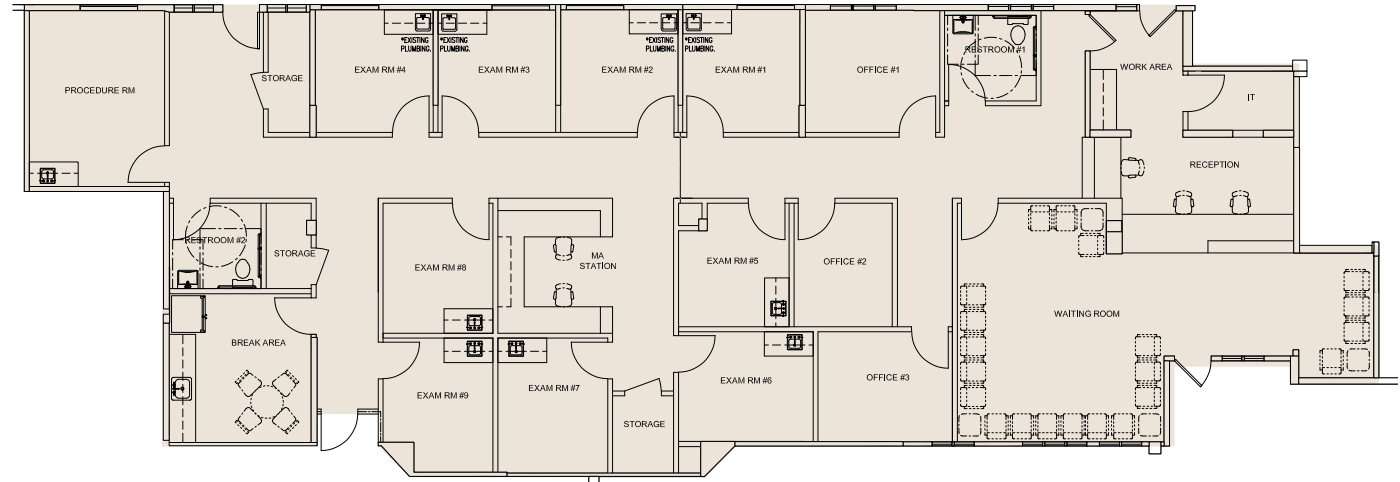 *EXISTING
PLUMBING.
*EXISTING
PLUMBING.
*EXISTING
PLUMBING.
*EXISTING
PLUMBING.
RESTROOM #1
STORAGE
EXAM RM #4
EXAM RM #3
EXAM RM #2
EXAM RM #1
OFFICE #1
WORK AREA
PROCEDURE RM
IT
RECEPTION
RESTROOM #2
STORAGE
EXAM RM #8
MA
STATION
EXAM RM #5
OFFICE #2
WAITING ROOM
BREAK AREA
EXAM RM #9
EXAM RM #7
EXAM RM #6
OFFICE #3
STORAGE